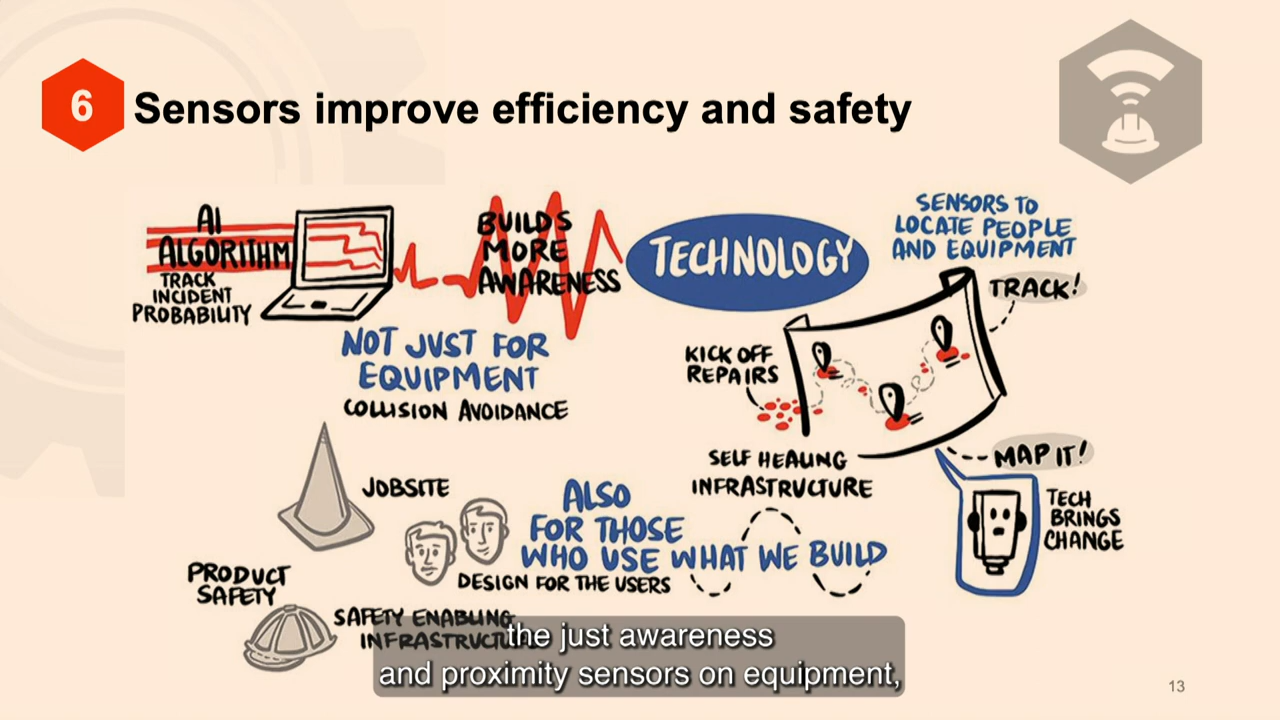 6
Sensors improve efficiency and safety
AI
ALGORITHM
TRACK
INCIDENT
PROBABILITY
BUILDS
MORE
AWARENESS
TECHNOLOGY
SENSORS TO
LOCATE PEOPLE
AND EQUIPMENT
TRACK!
NOT JUST FOR
EQUIPMENT
COLLISION AVOIDANCE
KICK OFF
REPAIRS
SELF HEALING
INFRASTRUCTURE
MAP IT!
TECH
BRINGS
CHANGE
JOBSITE
ALSO
FOR THOSE
WHO USE WHAT WE BUILD
DESIGN FOR THE USERS
PRODUCT
SAFETY
SAFETY ENABLING
INFRASTRUCTURE
the just awareness
and proximity sensors on equipment,
13